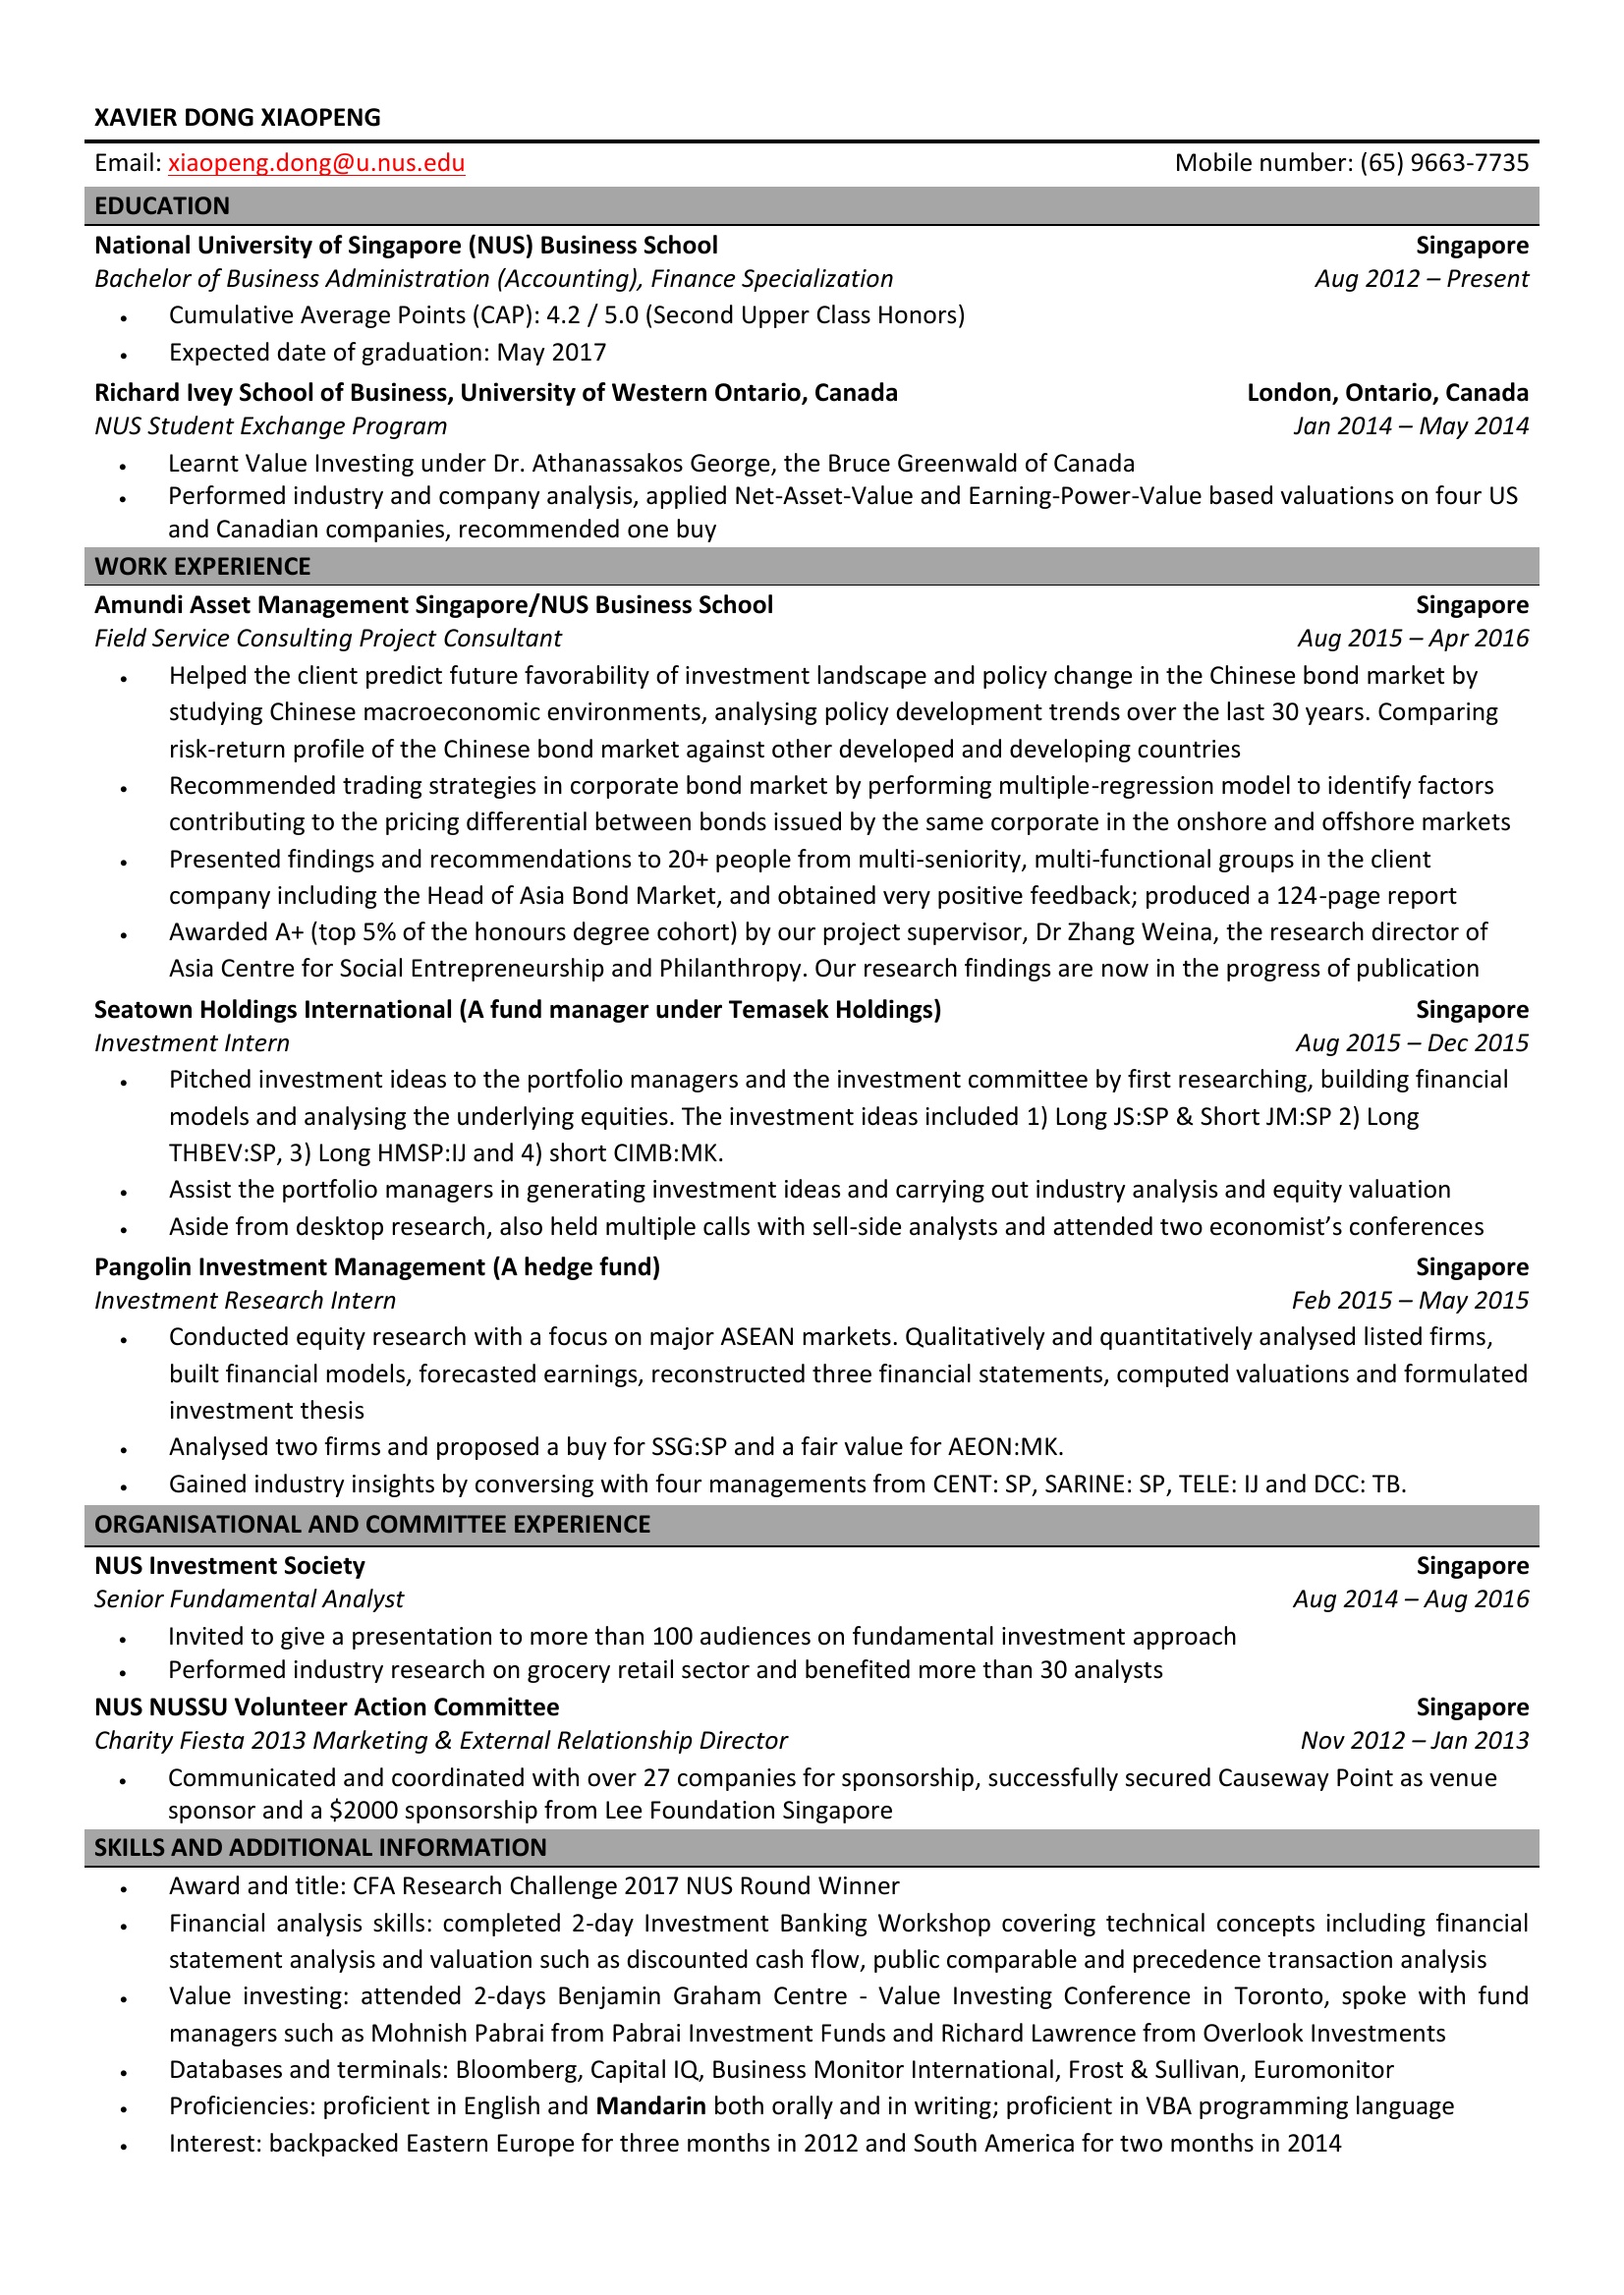 XAVIER DONG XIAOPENG
Email: xiaopeng.dong@u.nus.edu Mobile number: (65) 9663-7735
EDUCATION
National University of Singapore (NUS) Business School Singapore
Bachelor of Business Administration (Accounting), Finance Specialization Aug 2012 – Present
• Cumulative Average Points (CAP): 4.2 / 5.0 (Second Upper Class Honors)
• Expected date of graduation: May 2017
Richard Ivey School of Business, University of Western Ontario, Canada London, Ontario, Canada
NUS Student Exchange Program Jan 2014 – May 2014
• Learnt Value Investing under Dr. Athanassakos George, the Bruce Greenwald of Canada
• Performed industry and company analysis, applied Net-Asset-Value and Earning-Power-Value based valuations on four US
and Canadian companies, recommended one buy
WORK EXPERIENCE
Amundi Asset Management Singapore/NUS Business School Singapore
Field Service Consulting Project Consultant Aug 2015 – Apr 2016
• Helped the client predict future favorability of investment landscape and policy change in the Chinese bond market by
studying Chinese macroeconomic environments, analysing policy development trends over the last 30 years. Comparing
risk-return profile of the Chinese bond market against other developed and developing countries
• Recommended trading strategies in corporate bond market by performing multiple-regression model to identify factors
contributing to the pricing differential between bonds issued by the same corporate in the onshore and offshore markets
• Presented findings and recommendations to 20+ people from multi-seniority, multi-functional groups in the client
company including the Head of Asia Bond Market, and obtained very positive feedback; produced a 124-page report
• Awarded A+ (top 5% of the honours degree cohort) by our project supervisor, Dr Zhang Weina, the research director of
Asia Centre for Social Entrepreneurship and Philanthropy. Our research findings are now in the progress of publication
Seatown Holdings International (A fund manager under Temasek Holdings) Singapore
Investment Intern Aug 2015 – Dec 2015
• Pitched investment ideas to the portfolio managers and the investment committee by first researching, building financial
models and analysing the underlying equities. The investment ideas included 1) Long JS:SP & Short JM:SP 2) Long
THBEV:SP, 3) Long HMSP:IJ and 4) short CIMB:MK.
• Assist the portfolio managers in generating investment ideas and carrying out industry analysis and equity valuation
• Aside from desktop research, also held multiple calls with sell-side analysts and attended two economist’s conferences
Pangolin Investment Management (A hedge fund) Singapore
Investment Research Intern Feb 2015 – May 2015
• Conducted equity research with a focus on major ASEAN markets. Qualitatively and quantitatively analysed listed firms,
built financial models, forecasted earnings, reconstructed three financial statements, computed valuations and formulated
investment thesis
• Analysed two firms and proposed a buy for SSG:SP and a fair value for AEON:MK.
• Gained industry insights by conversing with four managements from CENT: SP, SARINE: SP, TELE: IJ and DCC: TB.
ORGANISATIONAL AND COMMITTEE EXPERIENCE
NUS Investment Society Singapore
Senior Fundamental Analyst Aug 2014 – Aug 2016
• Invited to give a presentation to more than 100 audiences on fundamental investment approach
• Performed industry research on grocery retail sector and benefited more than 30 analysts
NUS NUSSU Volunteer Action Committee Singapore
Charity Fiesta 2013 Marketing & External Relationship Director Nov 2012 – Jan 2013
• Communicated and coordinated with over 27 companies for sponsorship, successfully secured Causeway Point as venue
sponsor and a $2000 sponsorship from Lee Foundation Singapore
SKILLS AND ADDITIONAL INFORMATION
• Award and title: CFA Research Challenge 2017 NUS Round Winner
• Financial analysis skills: completed 2-day Investment Banking Workshop covering technical concepts including financial
statement analysis and valuation such as discounted cash flow, public comparable and precedence transaction analysis
• Value investing: attended 2-days Benjamin Graham Centre - Value Investing Conference in Toronto, spoke with fund
managers such as Mohnish Pabrai from Pabrai Investment Funds and Richard Lawrence from Overlook Investments
• Databases and terminals: Bloomberg, Capital IQ, Business Monitor International, Frost & Sullivan, Euromonitor
• Proficiencies: proficient in English and Mandarin both orally and in writing; proficient in VBA programming language
• Interest: backpacked Eastern Europe for three months in 2012 and South America for two months in 2014